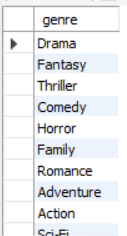 genre
Drama
Fantasy
Thriller
Comedy
Horror
Family
Romance
Adventure
Action
Sci-Fi